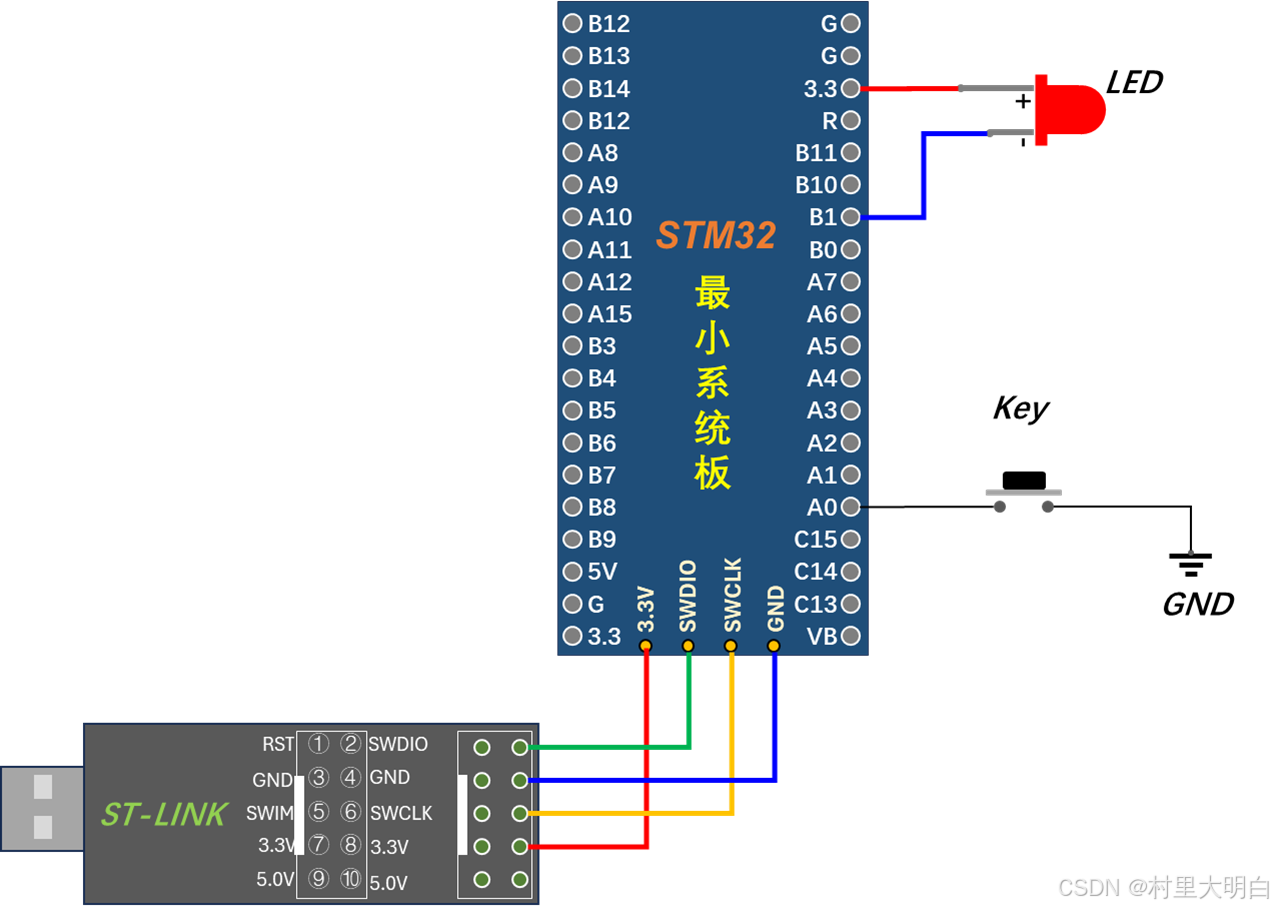 B12
B13
B14
B12
A8
A9
A10
A11
A12
A15
B3
B4
B5
B6
B7
B8
B9
5V
G
3.3
STM32
最
小
系
统
板
3.3V
SWDIO
SWCLK
GND
G
G
3.3
R
B11
B10
B1
B0
A7
A6
A5
A4
A3
A2
A1
A0
C15
C14
C13
VB
LED
+
-
Key
GND
ST-LINK
RST ① ② SWDIO
GND ③ ④ GND
SWIM ⑤ ⑥ SWCLK
3.3V ⑦ ⑧ 3.3V
5.0V ⑨ ⑩ 5.0V
CSDN @村里大明白